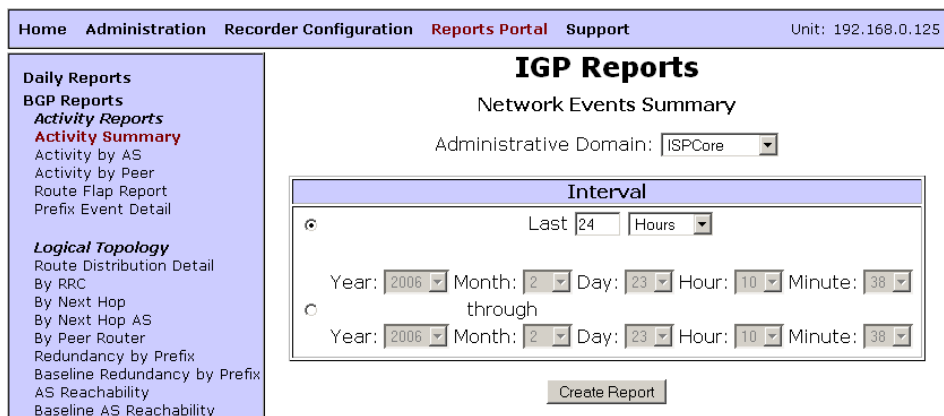 Home Administration Recorder Configuration Reports Portal Support Unit: 192.168.0.125
Daily Reports
BGP Reports
Activity Reports
Activity Summary
Activity by AS
Activity by Peer
Route Flap Report
Prefix Event Detail
Logical Topology
Route Distribution Detail
By RRC
By Next Hop
By Next Hop AS
By Peer Router
Redundancy by Prefix
Baseline Redundancy by Prefix
AS Reachability
Baseline AS Reachability
IGP Reports
Network Events Summary
Administrative Domain: ISPCore
Interval
Last 24 Hours
Year: 2006 Month: 2 Day: 23 Hour: 10 Minute: 38
through
Year: 2006 Month: 2 Day: 23 Hour: 10 Minute: 38
Create Report